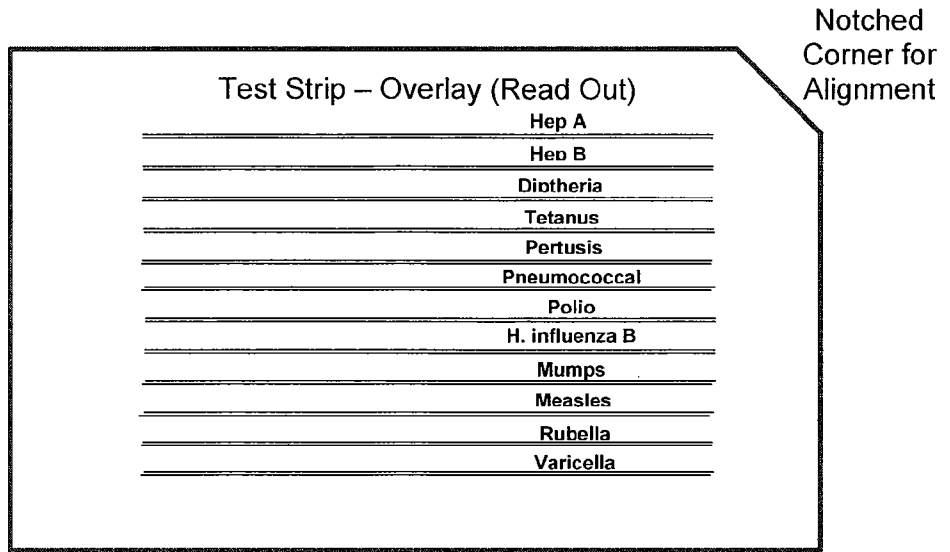 Notched
Corner for
Alignment
Test Strip – Overlay (Read Out)
Hep A
Hep B
Diptheria
Tetanus
Pertusis
Pneumococcal
Polio
H. influenza B
Mumps
Measles
Rubella
Varicella